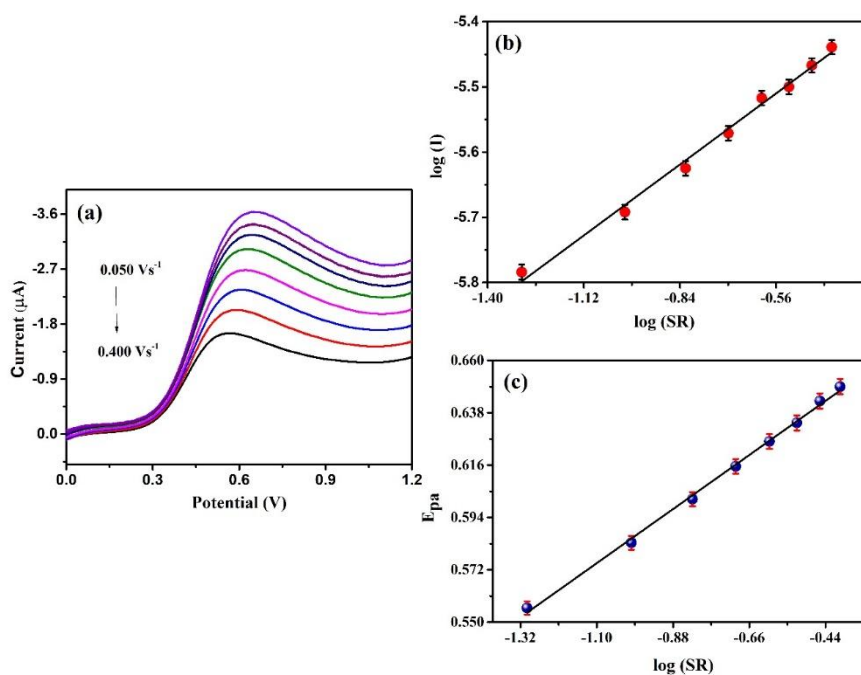 (a)
-3.6
-2.7
-1.8
-0.9
0.0
Current (µA)
0.050 Vs-1
0.400 Vs-1
0.0 0.3 0.6 0.9 1.2
Potential (V)
(b)
-5.4
-5.5
-5.6
-5.7
-5.8
log (I)
-1.40 -1.12 -0.84 -0.56
log (SR)
(c)
0.660
0.638
0.616
0.594
0.572
0.550
Epa
-1.32 -1.10 -0.88 -0.66 -0.44
log (SR)